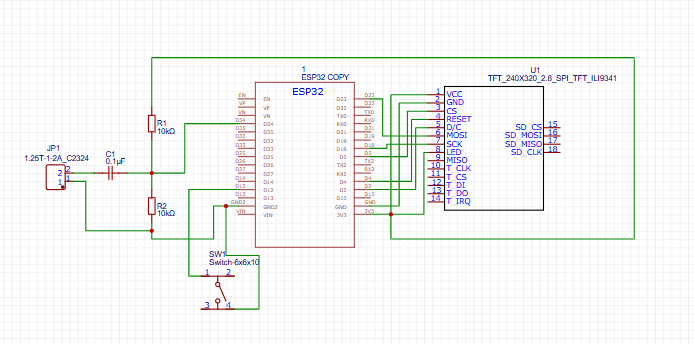 1
ESP32 COPY
ESP32
EN
VP
VN
D34
D35
D32
D33
D25
D26
D27
D14
D12
D13
GND2
VIN
EN
VP
VN
D34
D35
D32
D33
D25
D26
D27
D14
D12
D13
GND2
VIN
D23
D22
TX0
RX0
D21
D19
D18
D5
TX2
RX2
D4
D2
D15
GND
3V3
D23
D22
TX0
RX0
D21
D19
D18
D5
TX2
RX2
D4
D2
D15
GND
3V3
U1
TFT_240X320_2.8_SPI_TFT_ILI9341
1 VCC
2 GND
3 CS
4 RESET
5 D/C
6 MOSI
7 SCK
8 LED
9 MISO
10 T_CLK
11 T_CS
12 T_DI
13 T_DO
14 T_IRQ
SD_CS 15
SD_MOSI 16
SD_MISO 17
SD_CLK 18
JP1
1.25T-1-2A_C2324
2 2
1 1
C1
0.1µF
R1
10kΩ
R2
10kΩ
SW1
Switch-6x6x10
1 2
3 4